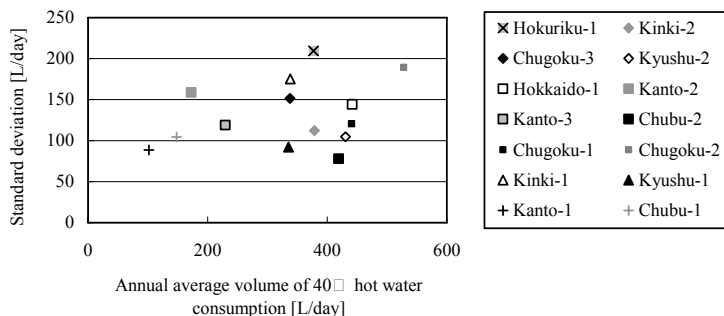 Standard deviation [L/day]
250
200
150
100
50
0
0 200 400 600
Annual average volume of 40□ hot water
consumption [L/day]
Hokuriku-1 Kinki-2
Chugoku-3 Kyushu-2
Hokkaido-1 Kanto-2
Kanto-3 Chubu-2
Chugoku-1 Chugoku-2
Kinki-1 Kyushu-1
Kanto-1 Chubu-1